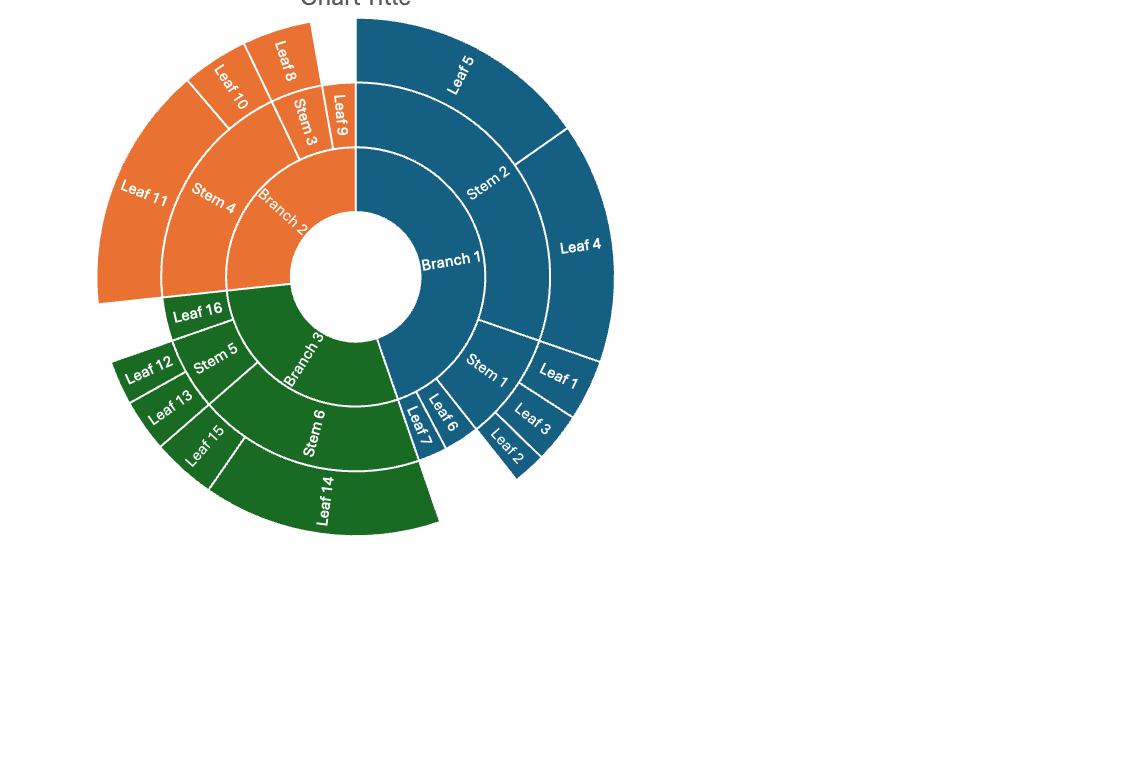 Chart Title
Leaf 5
Leaf 8
Leaf 10
Leaf 9
Stem 3
Stem 2
Leaf 11
Stem 4
Branch 2
Leaf 4
Branch 1
Leaf 16
Branch 3
Stem 5
Stem 1
Leaf 12
Leaf 1
Leaf 13
Leaf 6
Leaf 3
Leaf 7
Stem 6
Leaf 15
Leaf 2
Leaf 14